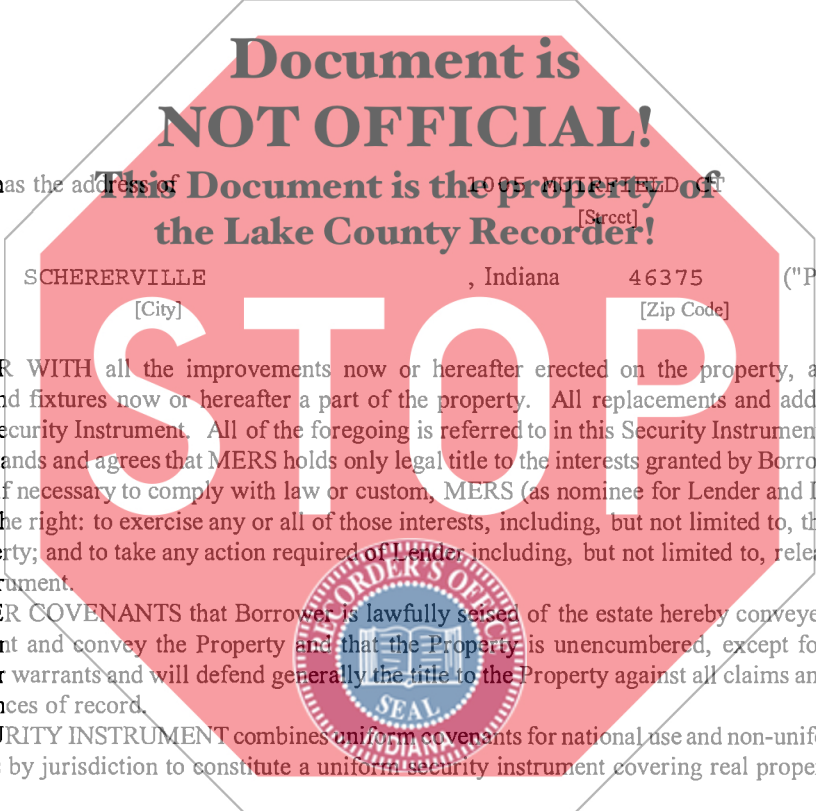 Document is
NOT OFFICIAL!
as the address of 1005 MUIRFIELD CT
This Document is the property of
[Street]
the Lake County Recorder!
SCHERERVILLE , Indiana 46375 ("P
[City] [Zip Code]
STOP
R WITH all the improvements now or hereafter erected on the property, a
nd fixtures now or hereafter a part of the property. All replacements and add
ecurity Instrument. All of the foregoing is referred to in this Security Instrumen
ands and agrees that MERS holds only legal title to the interests granted by Borro
f necessary to comply with law or custom, MERS (as nominee for Lender and L
he right: to exercise any or all of those interests, including, but not limited to, th
erty; and to take any action required of Lender including, but not limited to, relea
rument.
ER COVENANTS that Borrower is lawfully seised of the estate hereby conveye
nt and convey the Property and that the Property is unencumbered, except fo
r warrants and will defend generally the title to the Property against all claims an
nces of record.
URITY INSTRUMENT combines uniform covenants for national use and non-unifo
by jurisdiction to constitute a uniform security instrument covering real prope
RECORDER'S OFFICE
SEAL
INDIANA